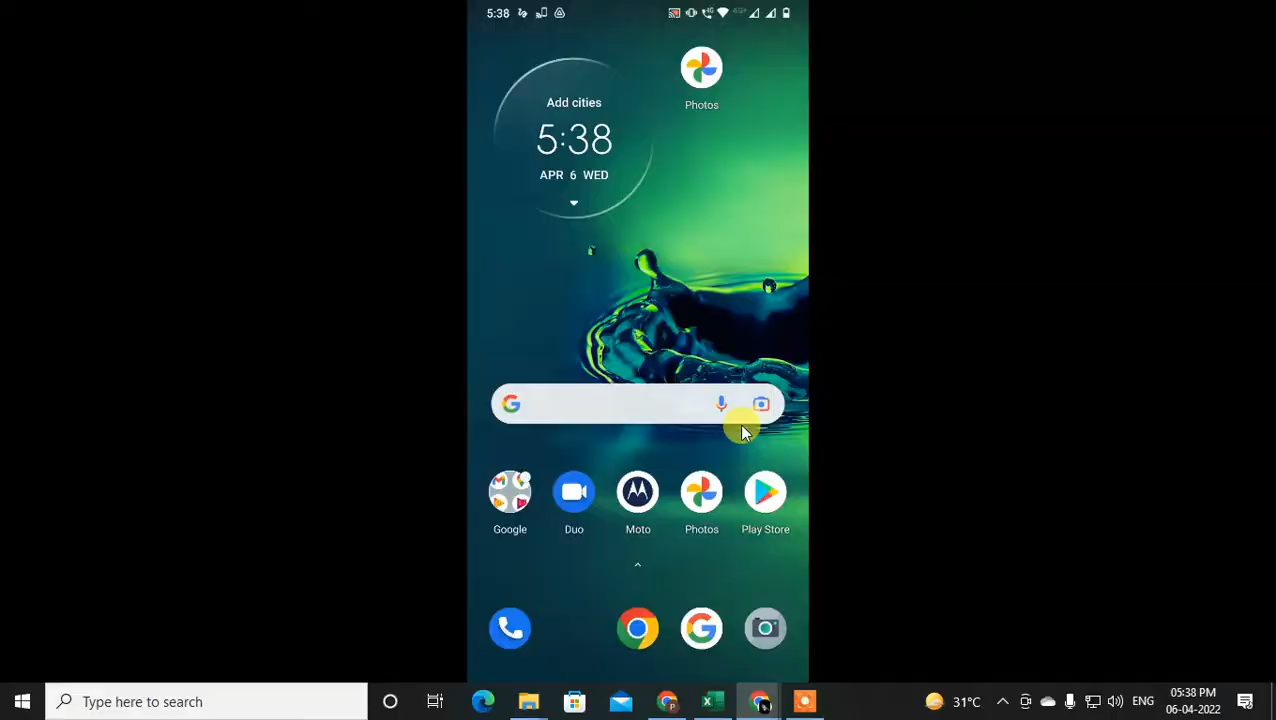 5:38
Add cities
5:38
APR 6 WED
Photos
Google
Duo
Moto
Photos
Play Store
Type here to search
31°C
ENG
05:38 PM
06-04-2022